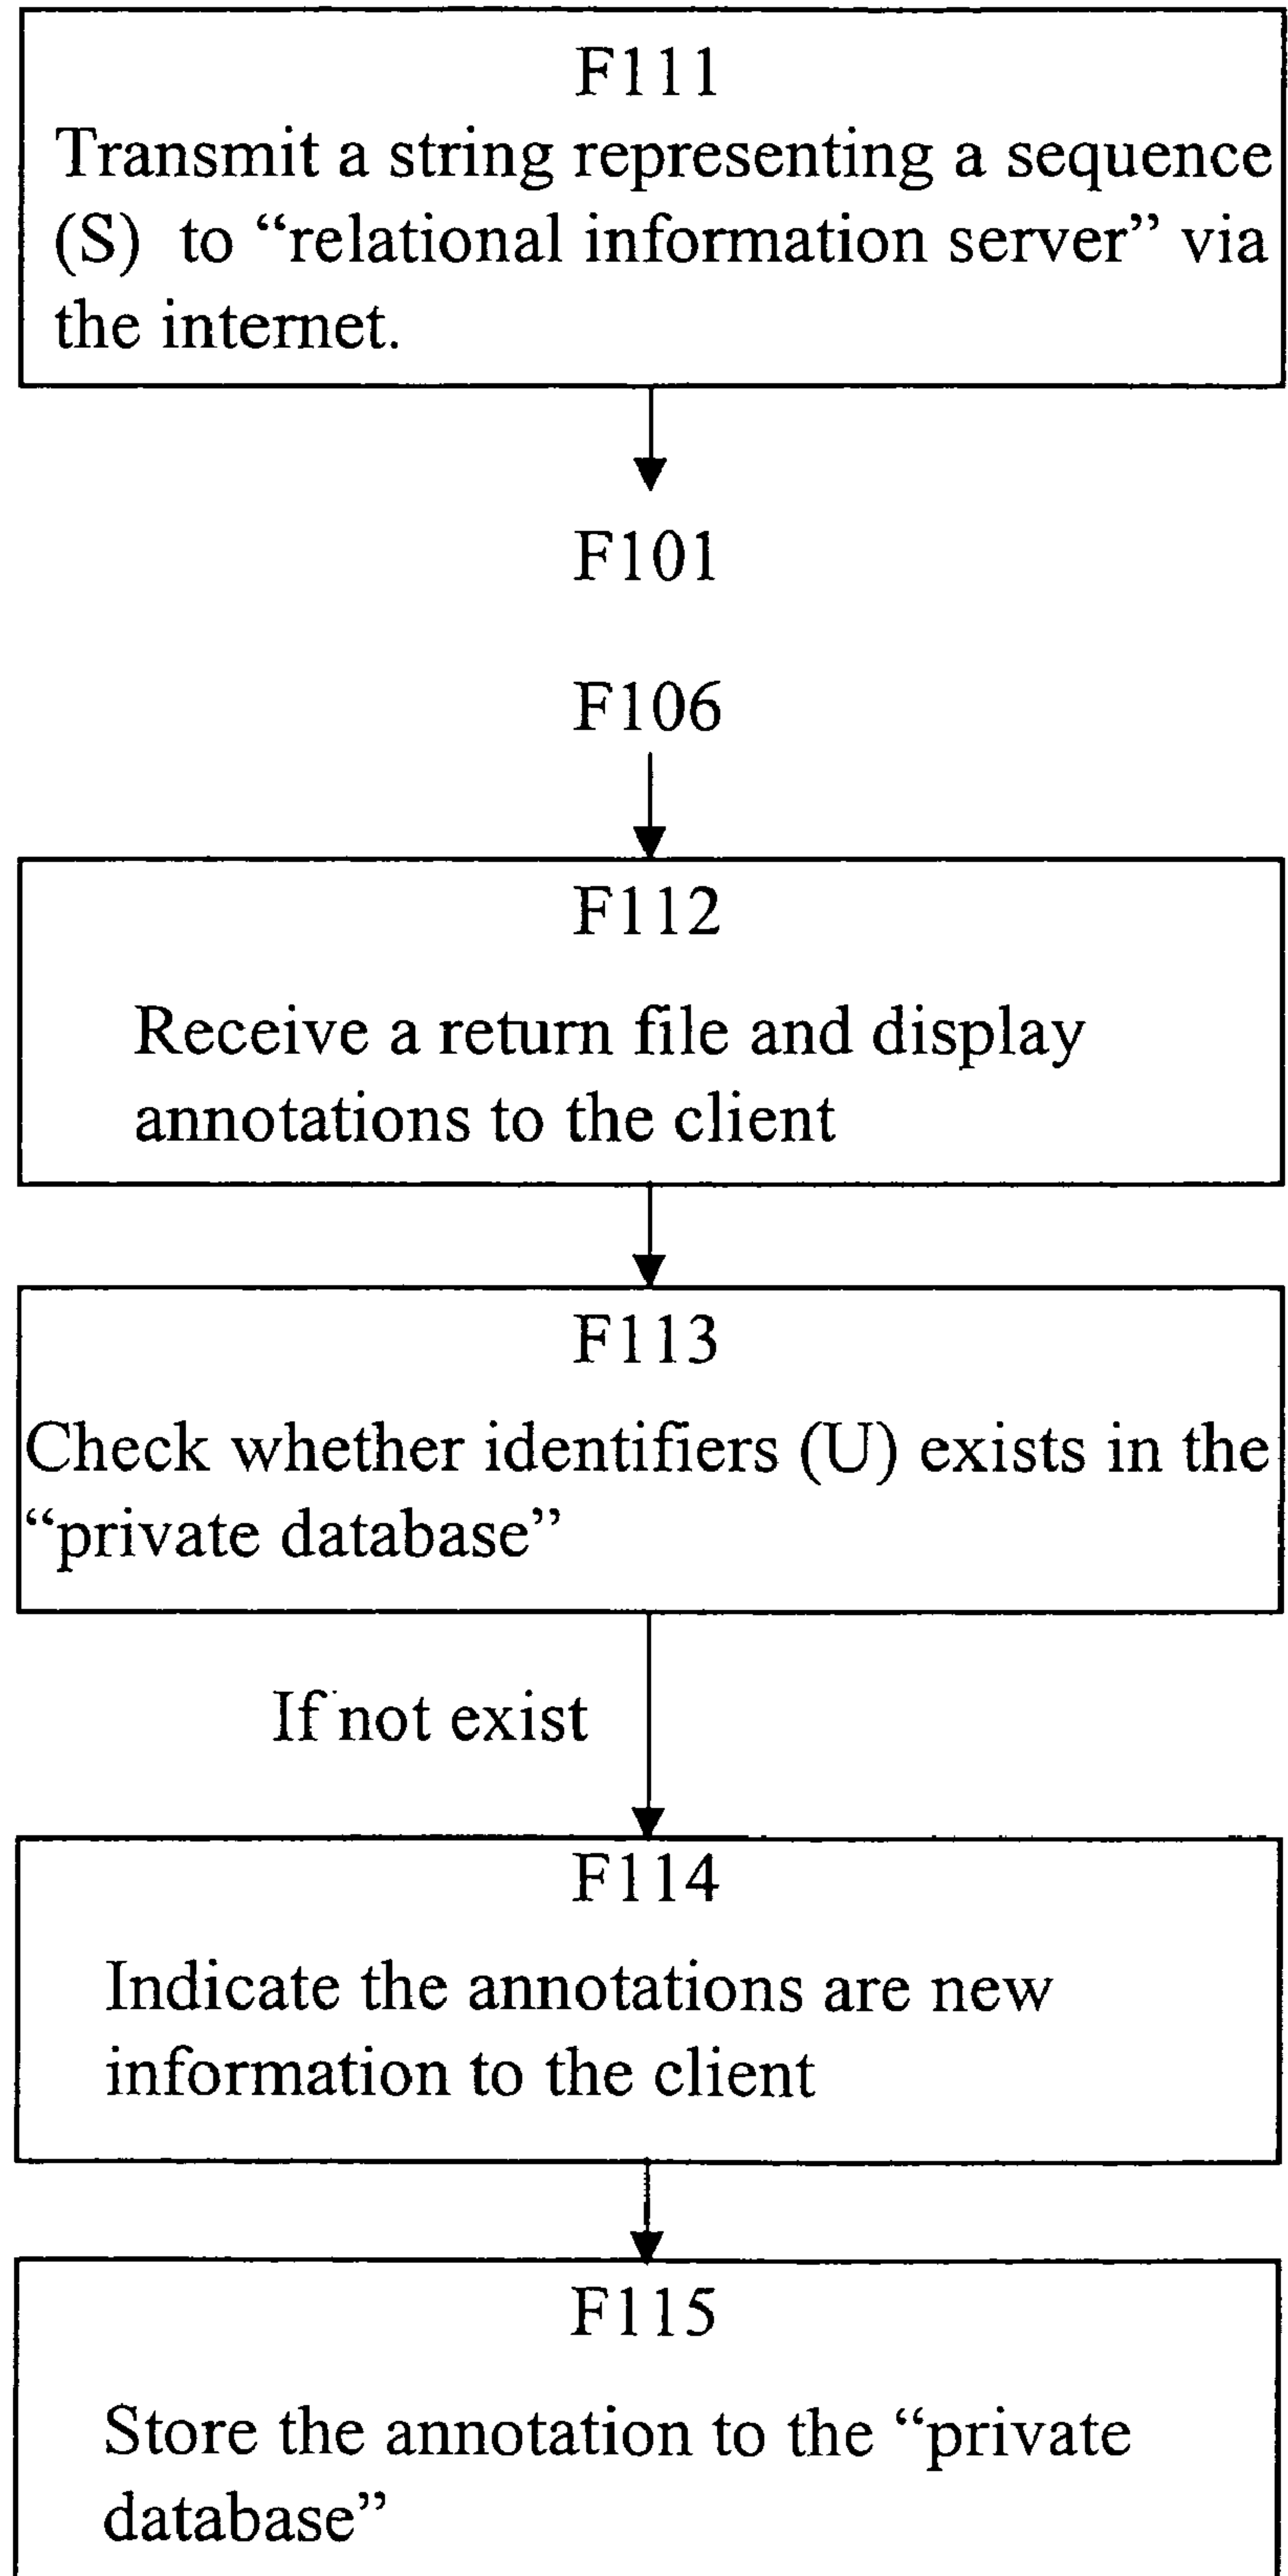 F111
Transmit a string representing a sequence
(S) to “relational information server” via
the internet.
F101
F106
F112
Receive a return file and display
annotations to the client
F113
Check whether identifiers (U) exists in the
“private database”
If not exist
F114
Indicate the annotations are new
information to the client
F115
Store the annotation to the “private
database”